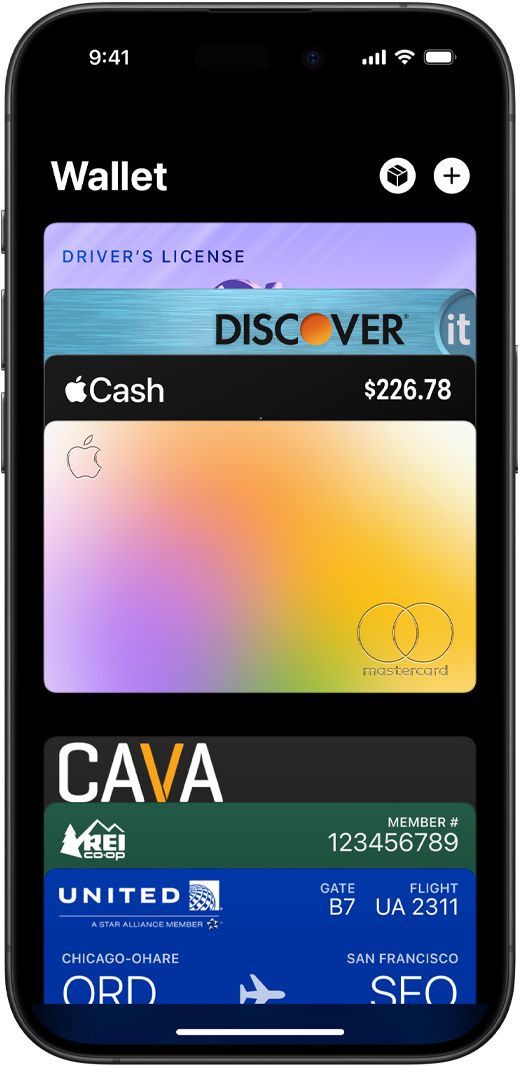 9:41
Wallet
DRIVER'S LICENSE
DISCOVER® it
Cash $226.78
mastercard
CAVA
REI
co-op
MEMBER #
123456789
UNITED
A STAR ALLIANCE MEMBER
GATE FLIGHT
B7 UA 2311
CHICAGO-OHARE SAN FRANCISCO
ORD SFO